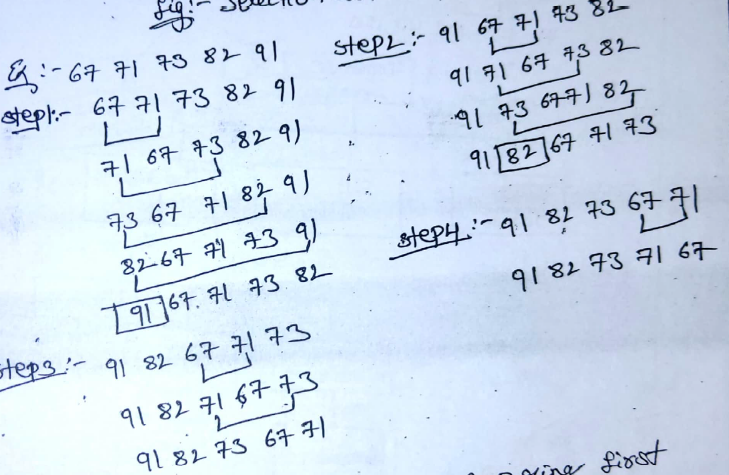 fig:-
Ex :- 67 71 73 82 91
step1:- 67 71 73 82 91
71 67 73 82 91
73 67 71 82 91
82 67 71 73 91
91 67 71 73 82
step2:- 91 67 71 73 82
91 71 67 73 82
91 73 67 71 82
91 82 67 71 73
step3:- 91 82 67 71 73
91 82 71 67 73
91 82 73 67 71
step4:- 91 82 73 67 71
91 82 73 71 67
first